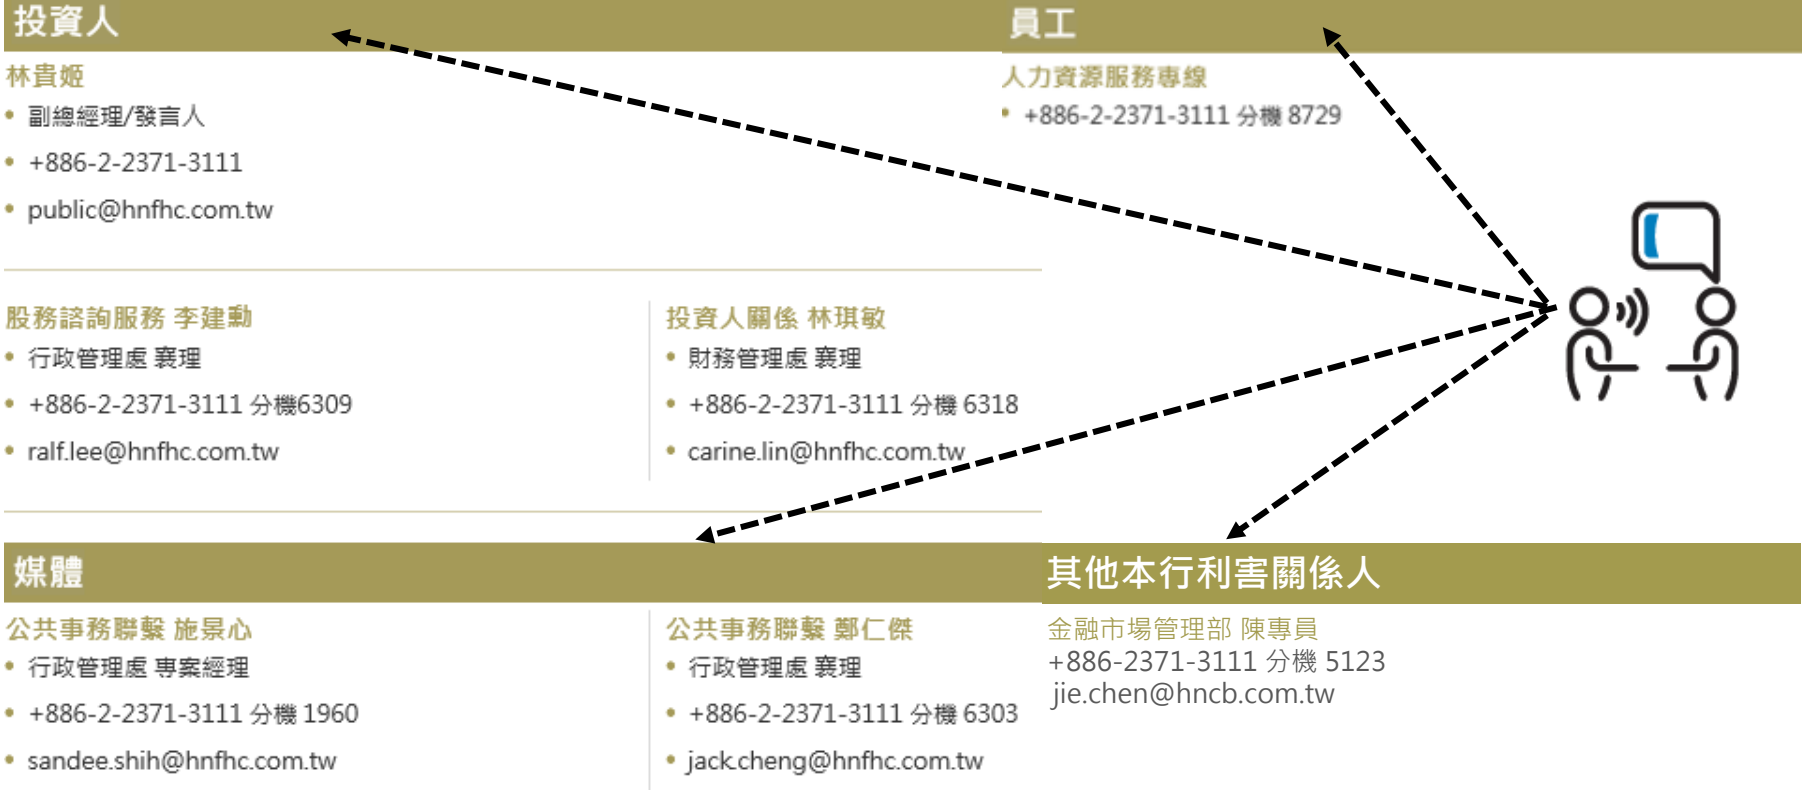 投資人
林貴姬
• 副總經理/發言人
• +886-2-2371-3111
• public@hnfhc.com.tw
股務諮詢服務 李建勳
• 行政管理處 襄理
• +886-2-2371-3111 分機6309
• ralf.lee@hnfhc.com.tw
投資人關係 林琪敏
• 財務管理處 襄理
• +886-2-2371-3111 分機 6318
• carine.lin@hnfhc.com.tw
員工
人力資源服務專線
• +886-2-2371-3111 分機 8729
媒體
公共事務聯繫 施景心
• 行政管理處 專案經理
• +886-2-2371-3111 分機 1960
• sandee.shih@hnfhc.com.tw
公共事務聯繫 鄭仁傑
• 行政管理處 襄理
• +886-2-2371-3111 分機 6303
• jack.cheng@hnfhc.com.tw
其他本行利害關係人
金融市場管理部 陳專員
+886-2371-3111 分機 5123
jie.chen@hncb.com.tw